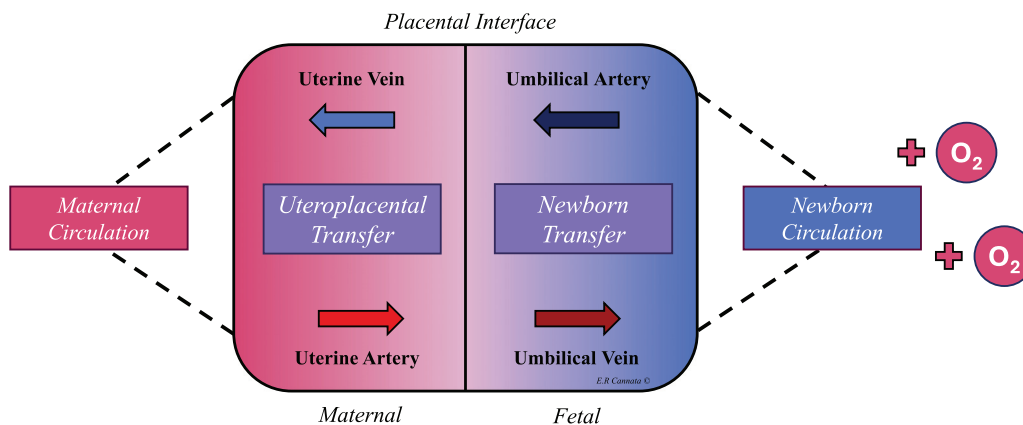 Placental Interface
Uterine Vein
Umbilical Artery
O2
Maternal
Circulation
Uteroplacental
Transfer
Newborn
Transfer
Newborn
Circulation
O2
Uterine Artery
Umbilical Vein
E.R Cannata ©
Maternal
Fetal